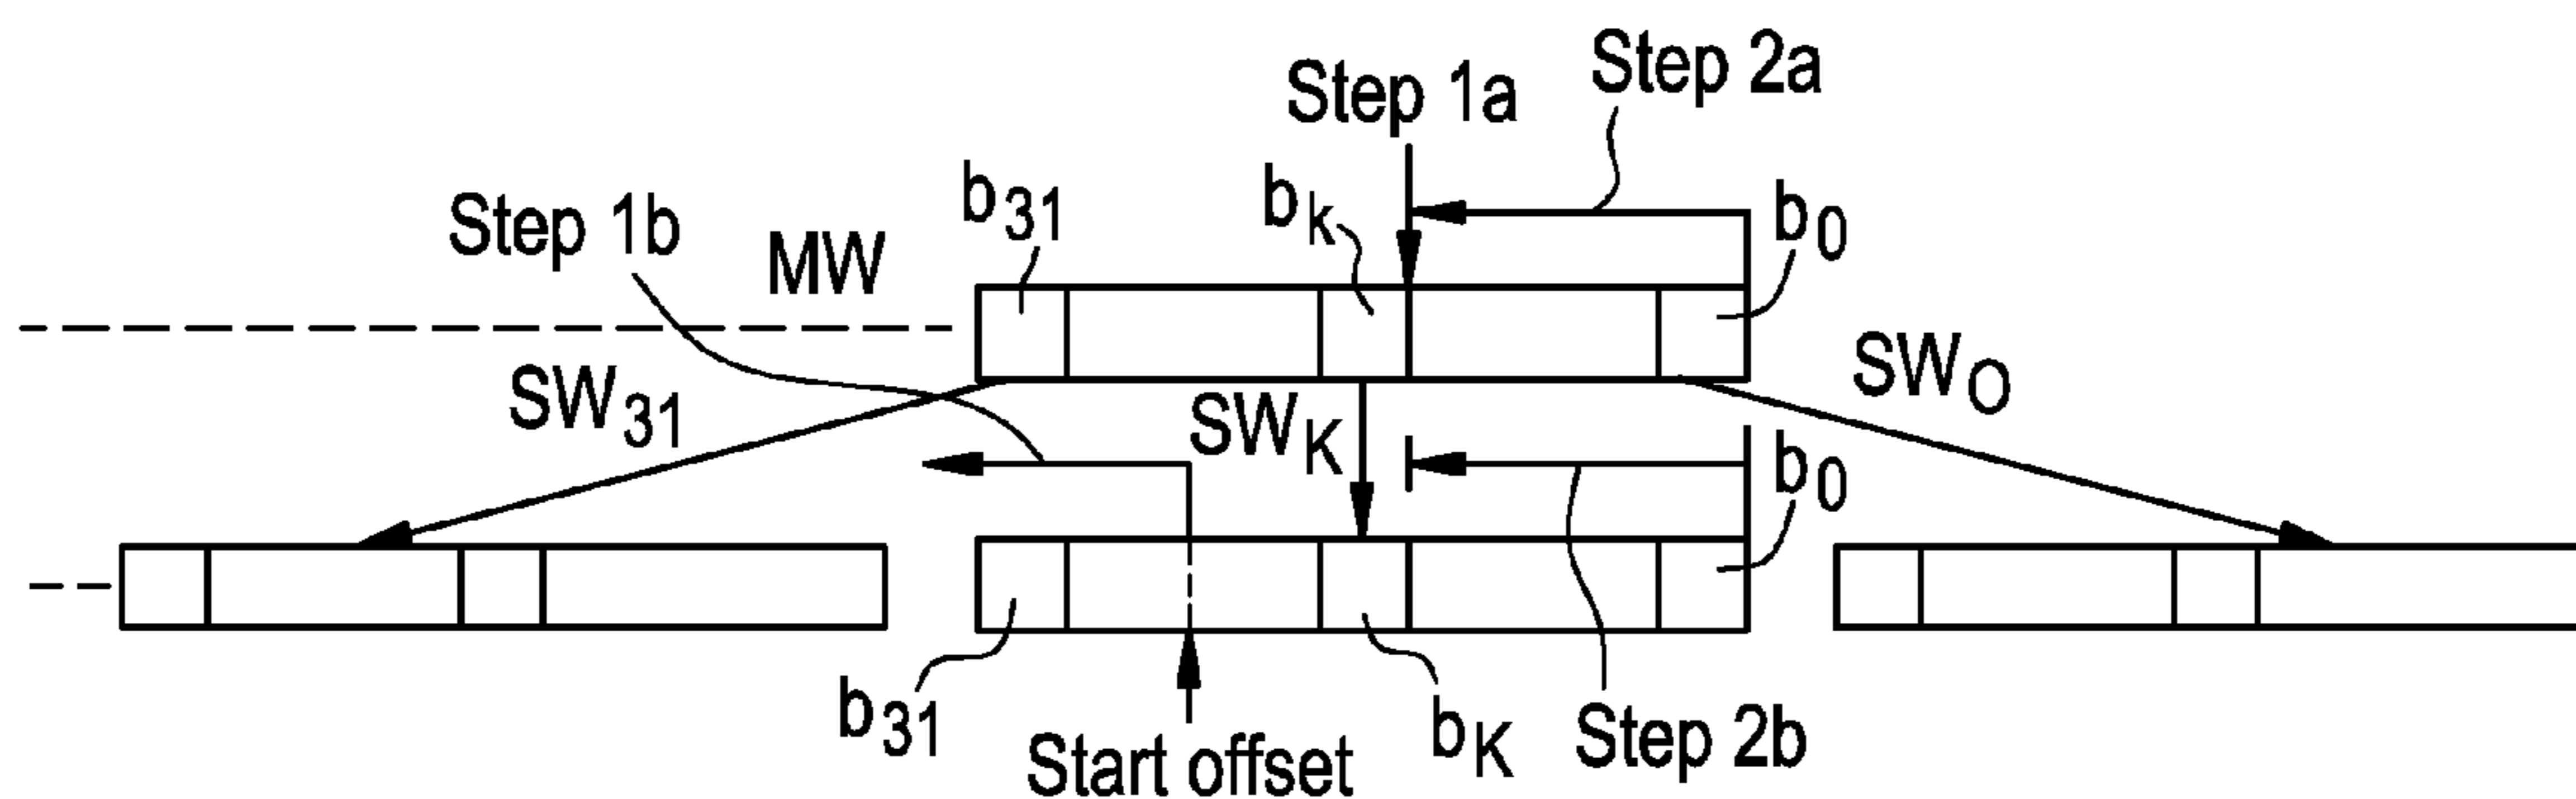 Step 2a
Step 1a
Step 1b
MW
b31
bk
b0
SW31
SWK
SWO
b0
b31
Start offset
bK
Step 2b